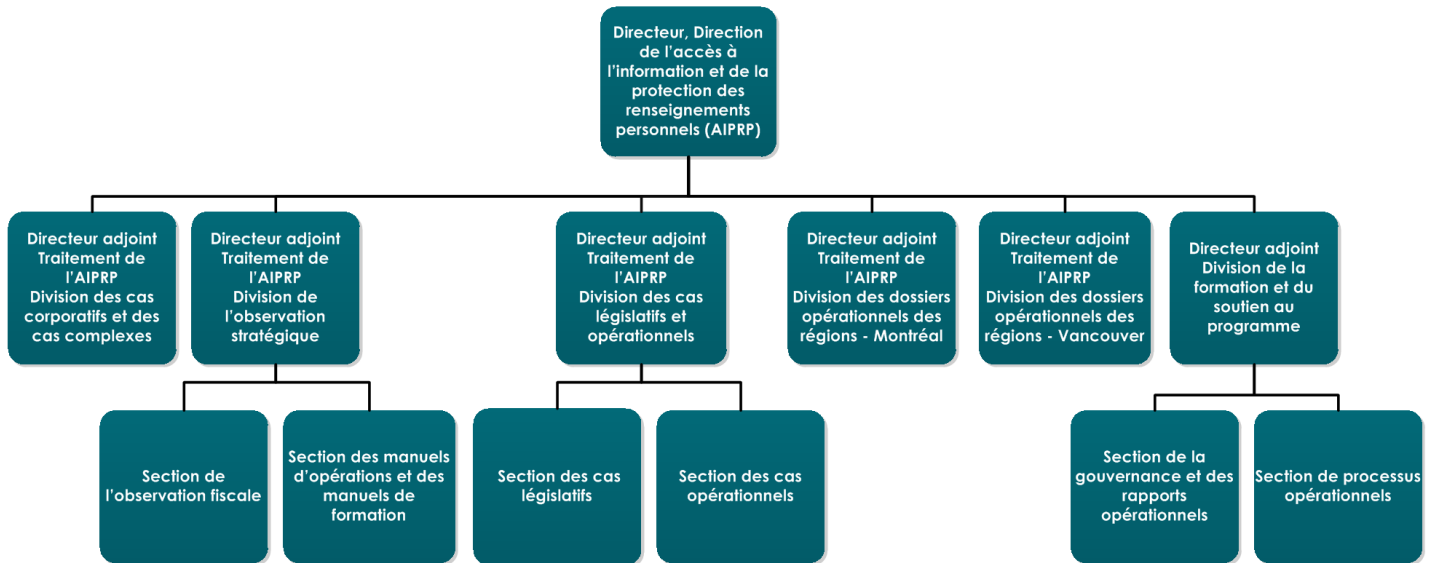 Directeur, Direction
de l'accès à
l'information et de la
protection des
renseignements
personnels (AIPRP)
Directeur adjoint
Traitement de
l'AIPRP
Division des cas
corporatifs et des
cas complexes
Directeur adjoint
Traitement de
l'AIPRP
Division de
l'observation
stratégique
Directeur adjoint
Traitement de
l'AIPRP
Division des cas
législatifs et
opérationnels
Directeur adjoint
Traitement de
l'AIPRP
Division des dossiers
opérationnels des
régions - Montréal
Directeur adjoint
Traitement de
l'AIPRP
Division des dossiers
opérationnels des
régions - Vancouver
Directeur adjoint
Division de la
formation et du
soutien au
programme
Section de
l'observation fiscale
Section des manuels
d'opérations et des
manuels de
formation
Section des cas
législatifs
Section des cas
opérationnels
Section de la
gouvernance et des
rapports
opérationnels
Section de processus
opérationnels